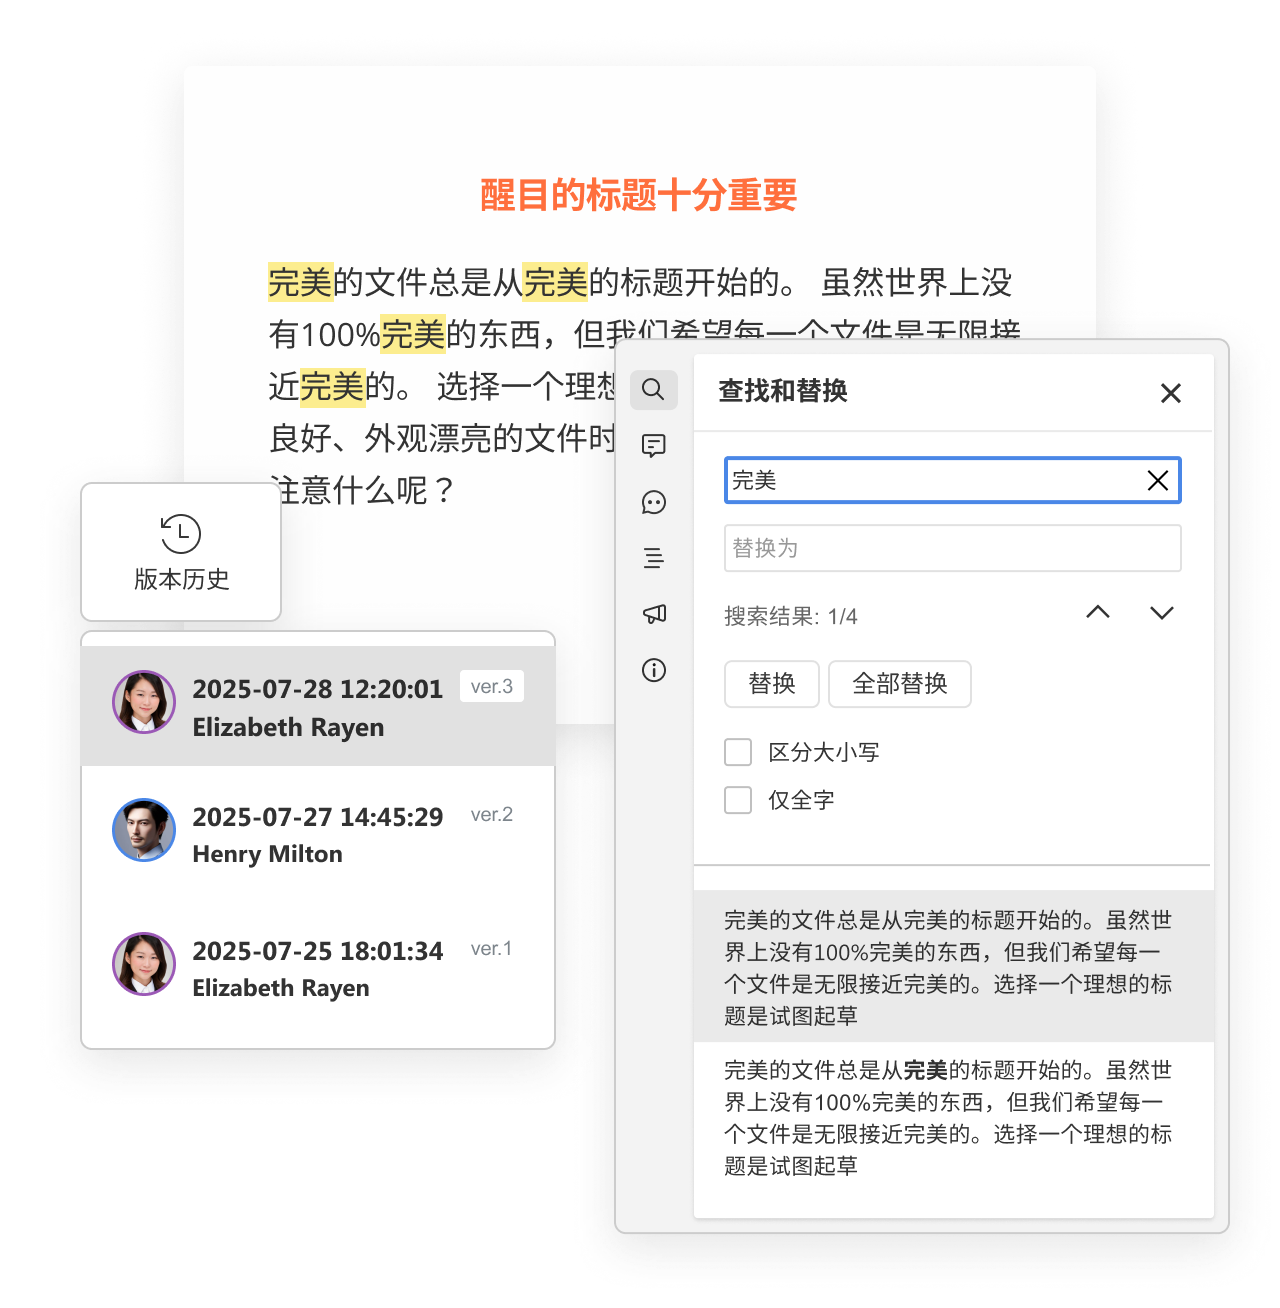 醒目的标题十分重要
完美的文件总是从完美的标题开始的。 虽然世界上没
有100%完美的东西，但我们希望每一个文件是无限接
近完美的。 选择一个理想
良好、外观漂亮的文件时
注意什么呢？
版本历史
2025-07-28 12:20:01 ver.3
Elizabeth Rayen
2025-07-27 14:45:29 ver.2
Henry Milton
2025-07-25 18:01:34 ver.1
Elizabeth Rayen
查找和替换
完美
替换为
搜索结果: 1/4
替换 全部替换
区分大小写
仅全字
完美的文件总是从完美的标题开始的。虽然世
界上没有100%完美的东西，但我们希望每一
个文件是无限接近完美的。选择一个理想的标
题是试图起草
完美的文件总是从完美的标题开始的。虽然世
界上没有100%完美的东西，但我们希望每一
个文件是无限接近完美的。选择一个理想的标
题是试图起草